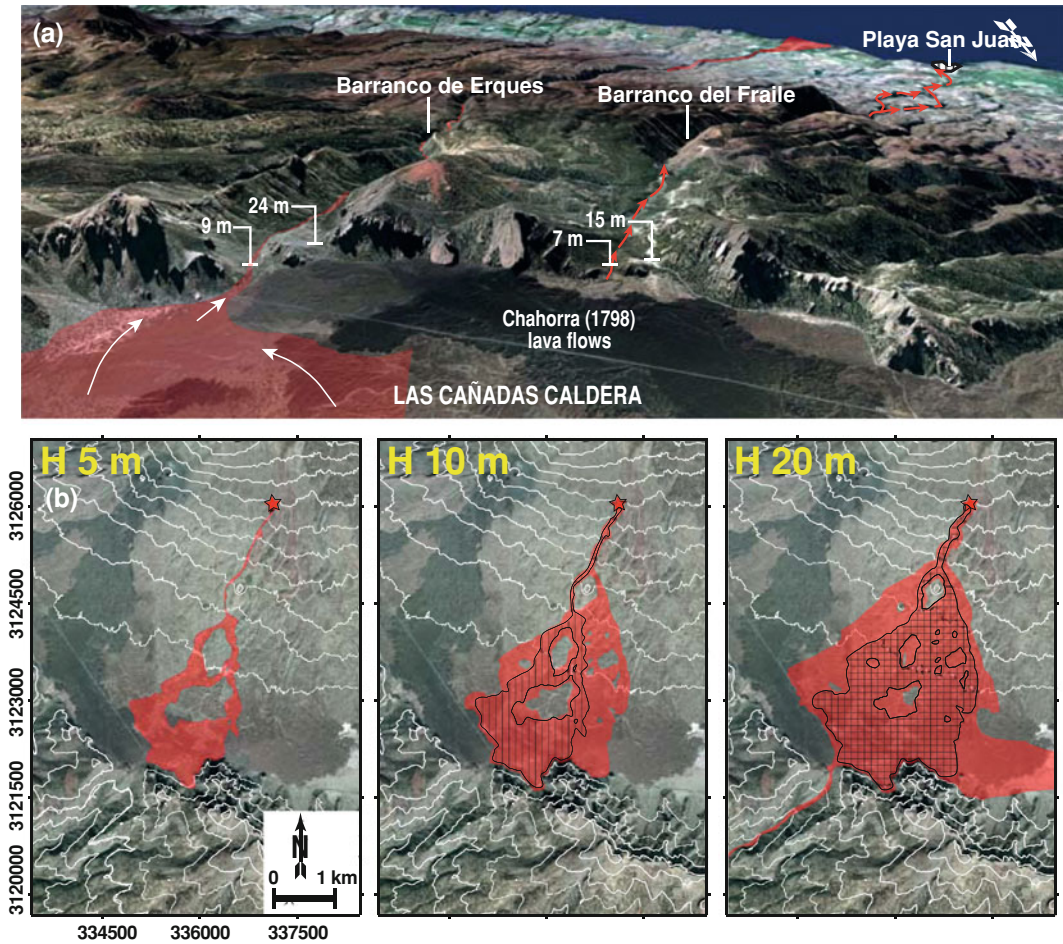 (a)
Playa San Juan
Barranco de Erques
Barranco del Fraile
24 m
9 m
15 m
7 m
Chahorra (1798)
lava flows
LAS CAÑADAS CALDERA
H 5 m
H 10 m
H 20 m
(b)
3126000
3124500
3123000
3121500
3120000
N
0 1 km
334500 336000 337500